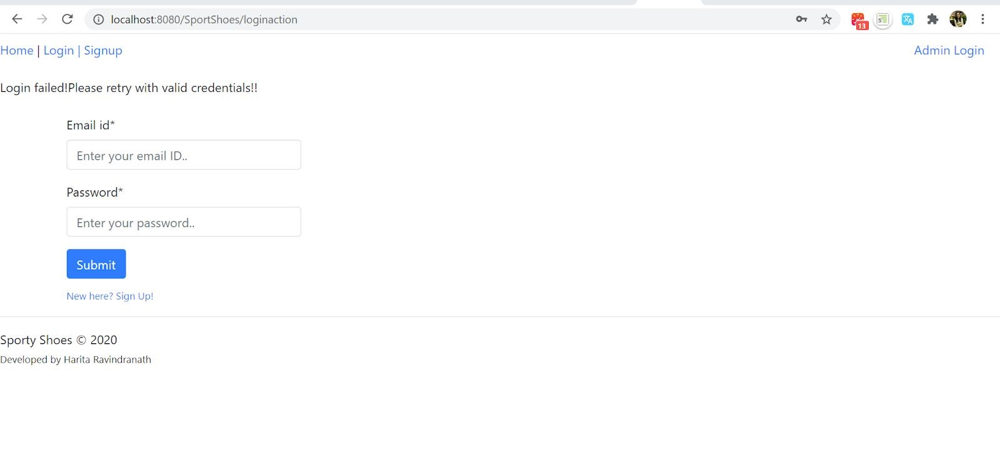 localhost:8080/SportShoes/loginaction
13
Home | Login | Signup
Admin Login
Login failed!Please retry with valid credentials!!
Email id*
Enter your email ID..
Password*
Enter your password..
Submit
New here? Sign Up!
Sporty Shoes © 2020
Developed by Harita Ravindranath